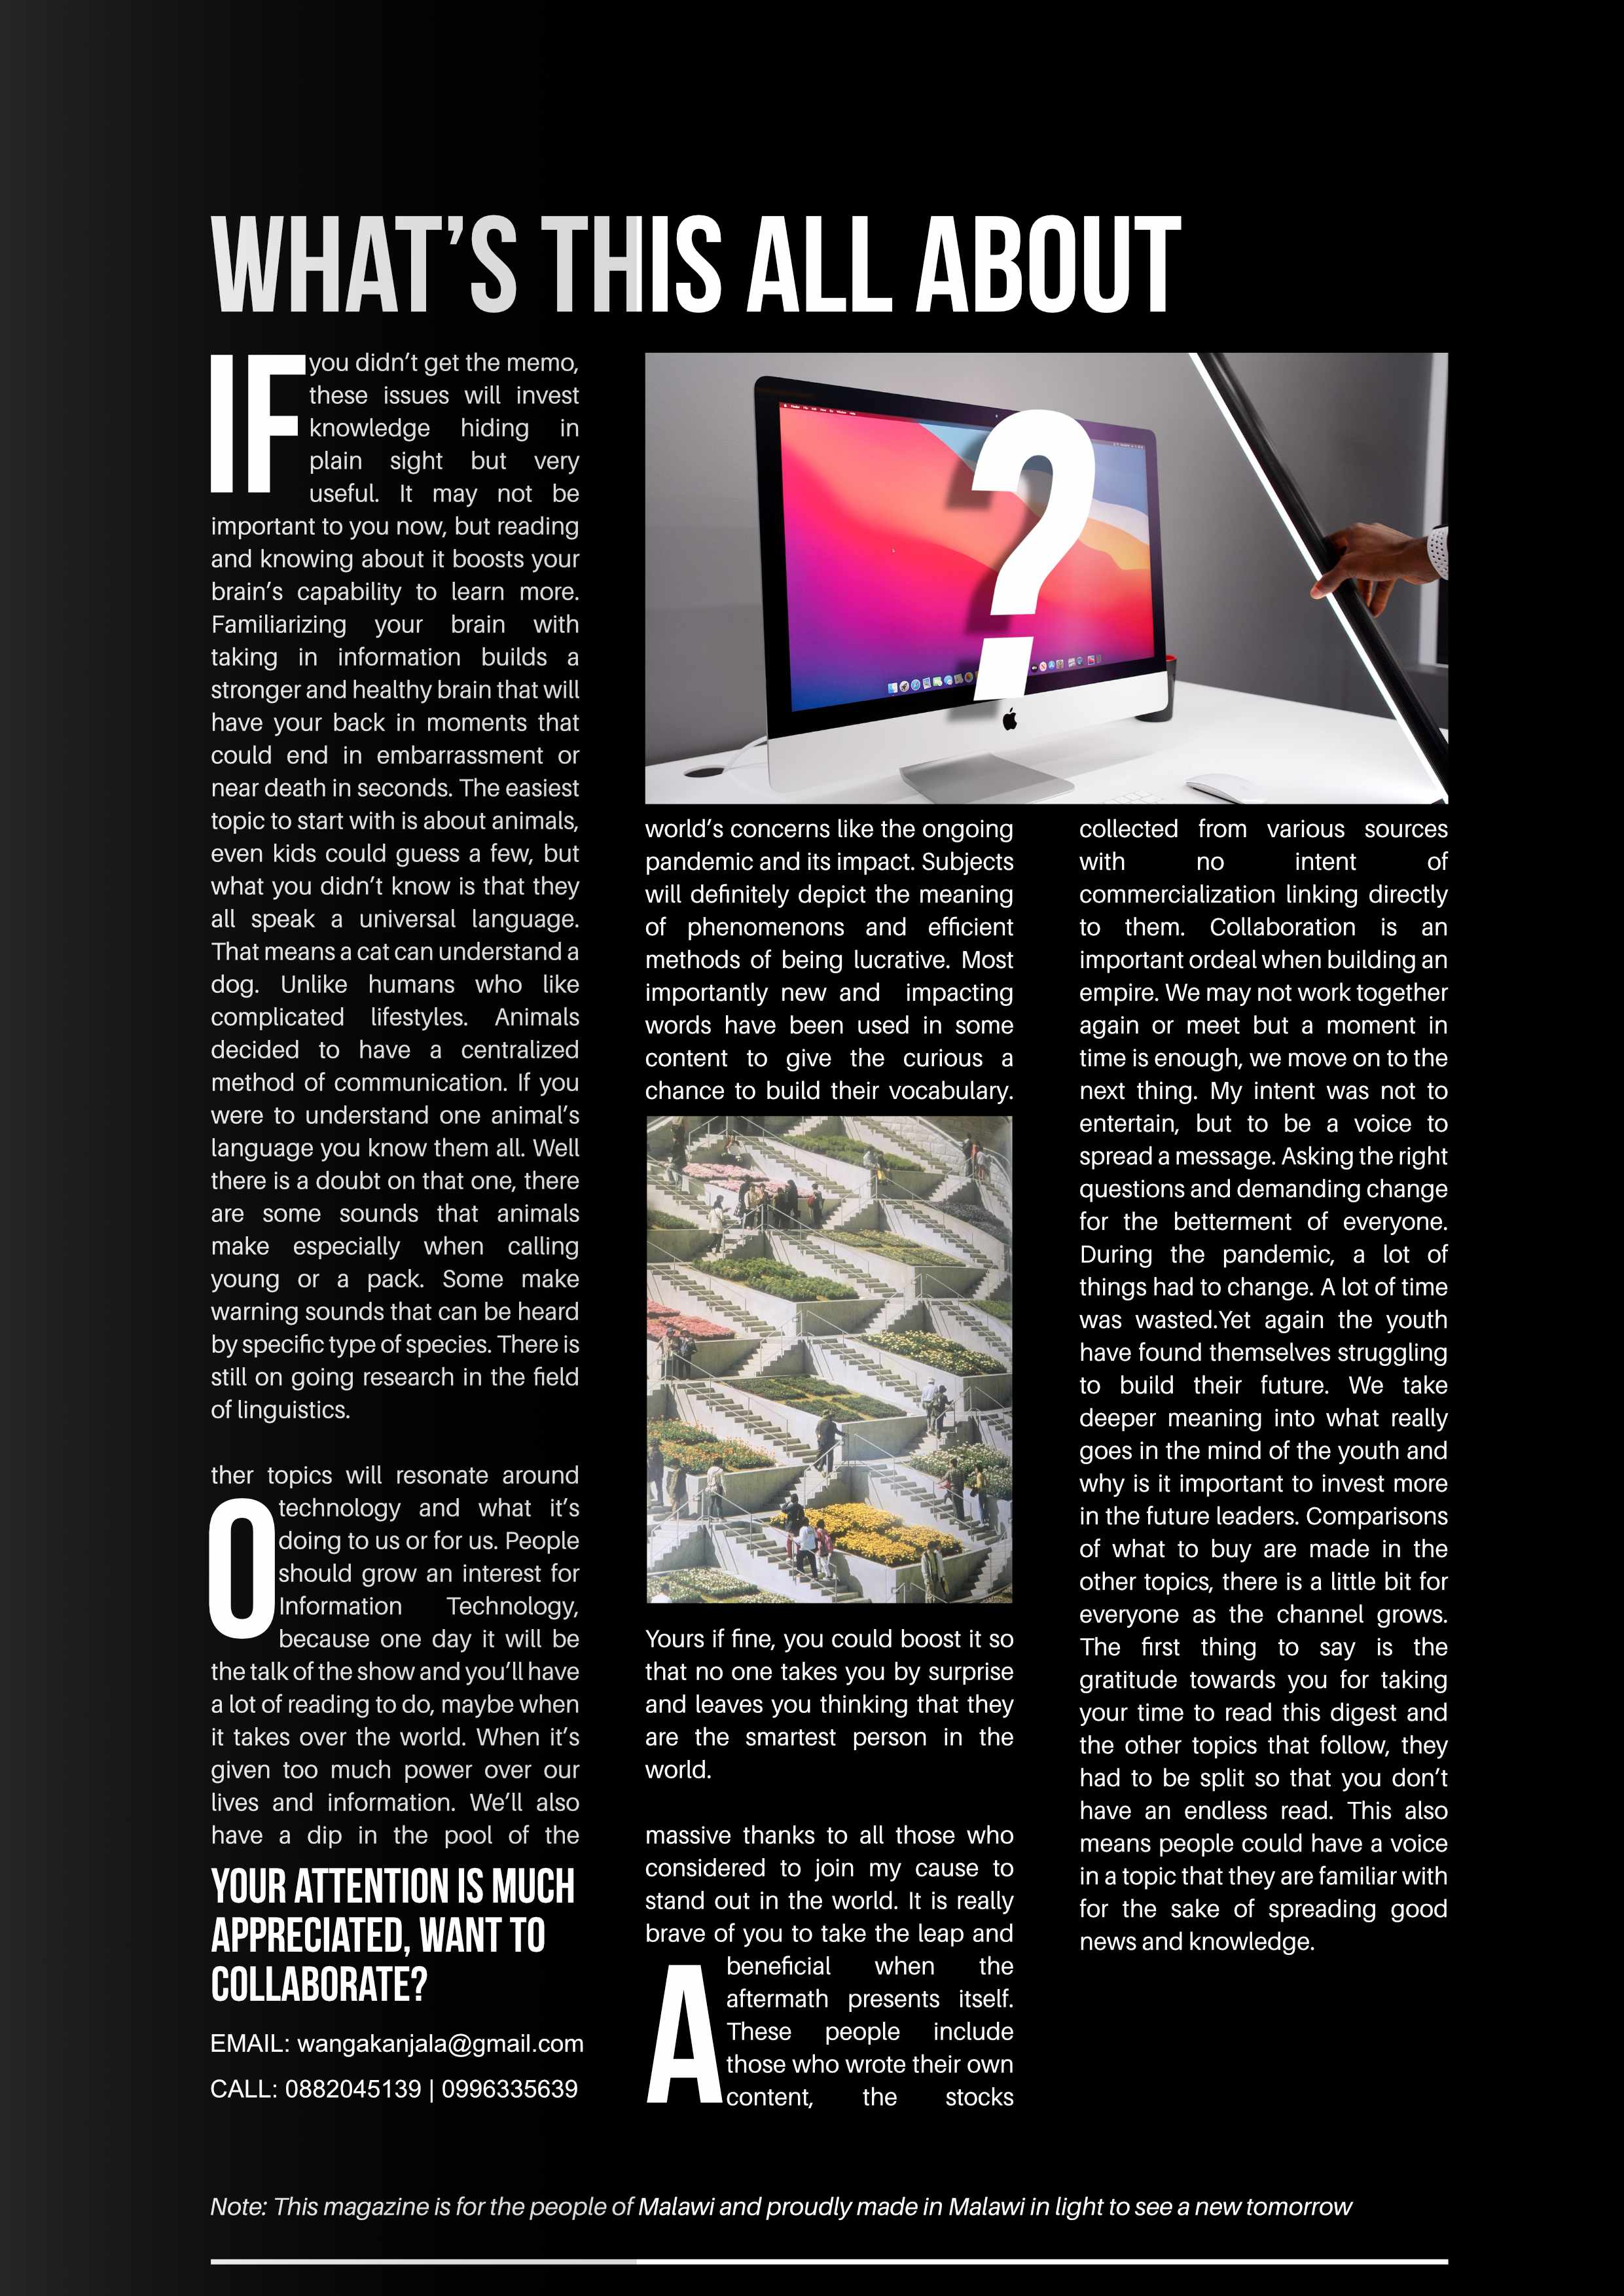 WHAT'S THIS ALL ABOUT
IF you didn't get the memo,
these issues will invest
knowledge hiding in
plain sight but very
useful. It may not be
important to you now, but reading
and knowing about it boosts your
brain's capability to learn more.
Familiarizing your brain with
taking in information builds a
stronger and healthy brain that will
have your back in moments that
could end in embarrassment or
near death in seconds. The easiest
topic to start with is about animals,
even kids could guess a few, but
what you didn't know is that they
all speak a universal language.
That means a cat can understand a
dog. Unlike humans who like
complicated lifestyles. Animals
decided to have a centralized
method of communication. If you
were to understand one animal's
language you know them all. Well
there is a doubt on that one, there
are some sounds that animals
make especially when calling
young or a pack. Some make
warning sounds that can be heard
by specific type of species. There is
still on going research in the field
of linguistics.
O
ther topics will resonate around
technology and what it's
doing to us or for us. People
should grow an interest for
Information Technology,
because one day it will be
the talk of the show and you'll have
a lot of reading to do, maybe when
it takes over the world. When it's
given too much power over our
lives and information. We'll also
have a dip in the pool of the
YOUR ATTENTION IS MUCH
APPRECIATED, WANT TO
COLLABORATE?
EMAIL: wangakanjala@gmail.com
CALL: 0882045139 | 0996335639
?
world's concerns like the ongoing
pandemic and its impact. Subjects
will definitely depict the meaning
of phenomenons and efficient
methods of being lucrative. Most
importantly new and impacting
words have been used in some
content to give the curious a
chance to build their vocabulary.
Yours if fine, you could boost it so
that no one takes you by surprise
and leaves you thinking that they
are the smartest person in the
world.
A
massive thanks to all those who
considered to join my cause to
stand out in the world. It is really
brave of you to take the leap and
beneficial when the
aftermath presents itself.
These people include
those who wrote their own
content, the stocks
collected from various sources
with no intent of
commercialization linking directly
to them. Collaboration is an
important ordeal when building an
empire. We may not work together
again or meet but a moment in
time is enough, we move on to the
next thing. My intent was not to
entertain, but to be a voice to
spread a message. Asking the right
questions and demanding change
for the betterment of everyone.
During the pandemic, a lot of
things had to change. A lot of time
was wasted.Yet again the youth
have found themselves struggling
to build their future. We take
deeper meaning into what really
goes in the mind of the youth and
why is it important to invest more
in the future leaders. Comparisons
of what to buy are made in the
other topics, there is a little bit for
everyone as the channel grows.
The first thing to say is the
gratitude towards you for taking
your time to read this digest and
the other topics that follow, they
had to be split so that you don't
have an endless read. This also
means people could have a voice
in a topic that they are familiar with
for the sake of spreading good
news and knowledge.
Note: This magazine is for the people of Malawi and proudly made in Malawi in light to see a new tomorrow